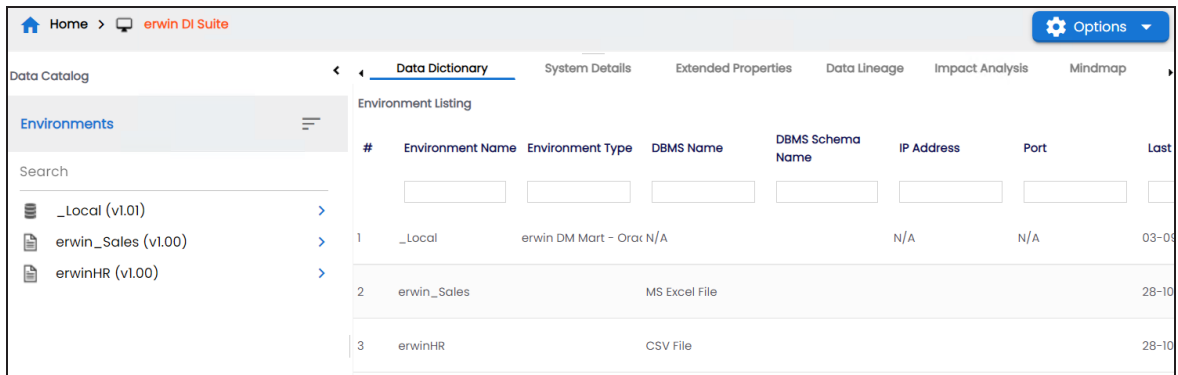 Home > erwin DI Suite
Options
Data Catalog
Environments
Search
_Local (v1.01)
erwin_Sales (v1.00)
erwinHR (v1.00)
Data Dictionary System Details Extended Properties Data Lineage Impact Analysis Mindmap
Environment Listing
# Environment Name Environment Type DBMS Name DBMS Schema Name IP Address Port Last
1 _Local erwin DM Mart - Orac N/A N/A N/A 03-09
2 erwin_Sales MS Excel File 28-10
3 erwinHR CSV File 28-10